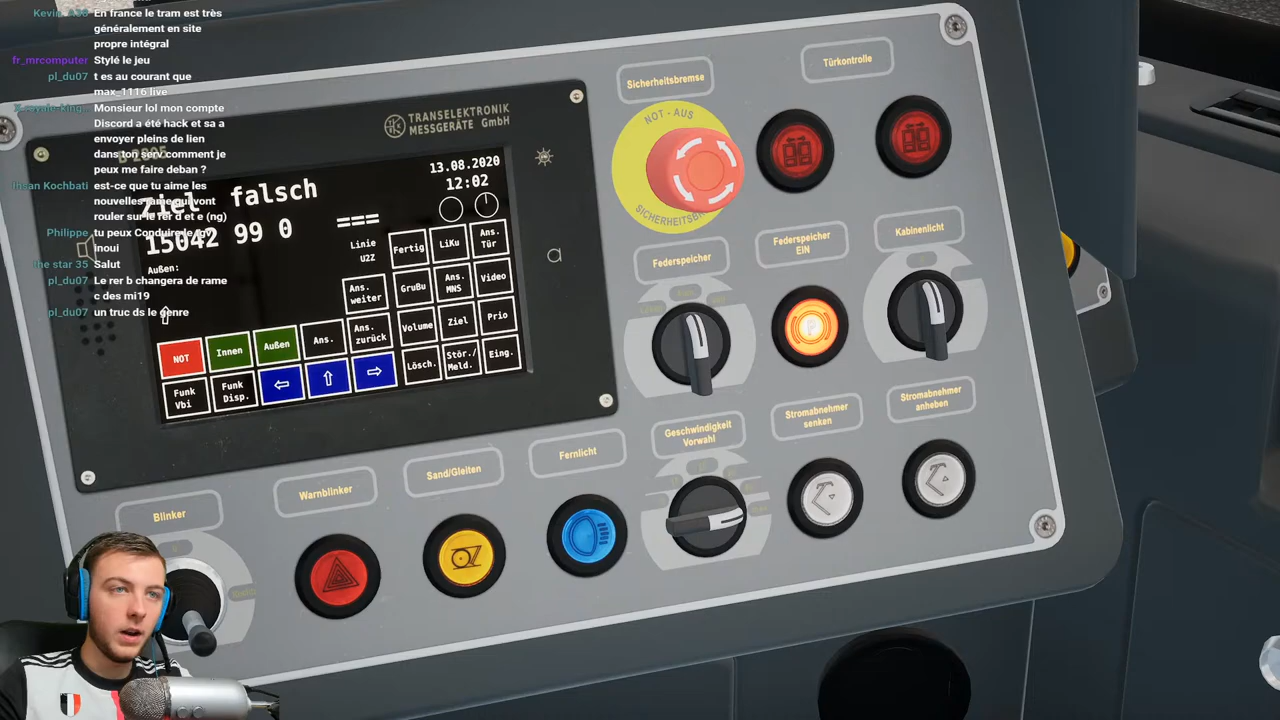 Kevin_
En france le tram est très
généralement en site
propre intégral
fr_mrcomputer Stylé le jeu
pl_du07 t es au courant que
max_1116 live
Monsieur lol mon compte
Discord a été hack et sa a
envoyer pleins de lien
dans ton serv comment je
peux me faire deban ?
Ihsan Kochbati est-ce que tu aime les
nouvelles rame qui vont
rouler sur le rer d et e (ng)
Philippe tu peux Conduire le tgv
inoui
the star 35 Salut
pl_du07 Le rer b changera de rame
c des mi19
pl_du07 un truc ds le genre
TRANSELEKTRONIK
MESSGERÄTE GmbH
Ziel falsch
15042 99 0
===
Außen:
13.08.2020
12:02
Linie
UZZ
Fertig
LiKu
Ans.
Tür
Ans.
weiter
GruBu
Ans.
MNS
Video
NOT
Innen
Außen
Ans.
Ans.
zurück
Volume
Ziel
Prio
Funk
Vbi
Funk
Disp.
⇦
⇧
⇨
Lösch.
Stör./
Meld.
Eing.
Sicherheitsbremse
Türkontrolle
NOT - AUS
Federspeicher
Federspeicher
EIN
P
Kabinenlicht
Blinker
Warnblinker
Sand/Gleiten
Fernlicht
Geschwindigkeit
Vorwahl
Stromabnehmer
senken
Stromabnehmer
anheben